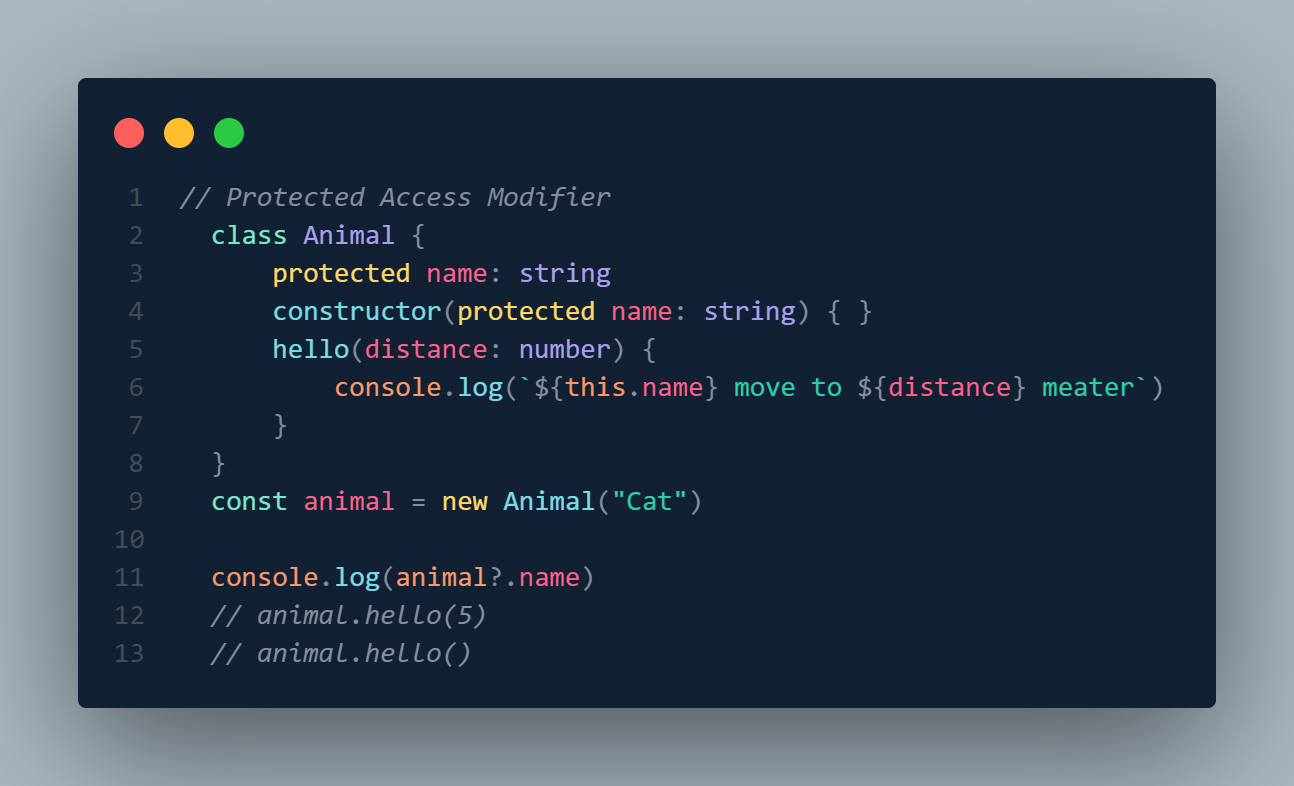 1 // Protected Access Modifier
2 class Animal {
3 protected name: string
4 constructor(protected name: string) { }
5 hello(distance: number) {
6 console.log(`${this.name} move to ${distance} meater`)
7 }
8 }
9 const animal = new Animal("Cat")
10
11 console.log(animal?.name)
12 // animal.hello(5)
13 // animal.hello()